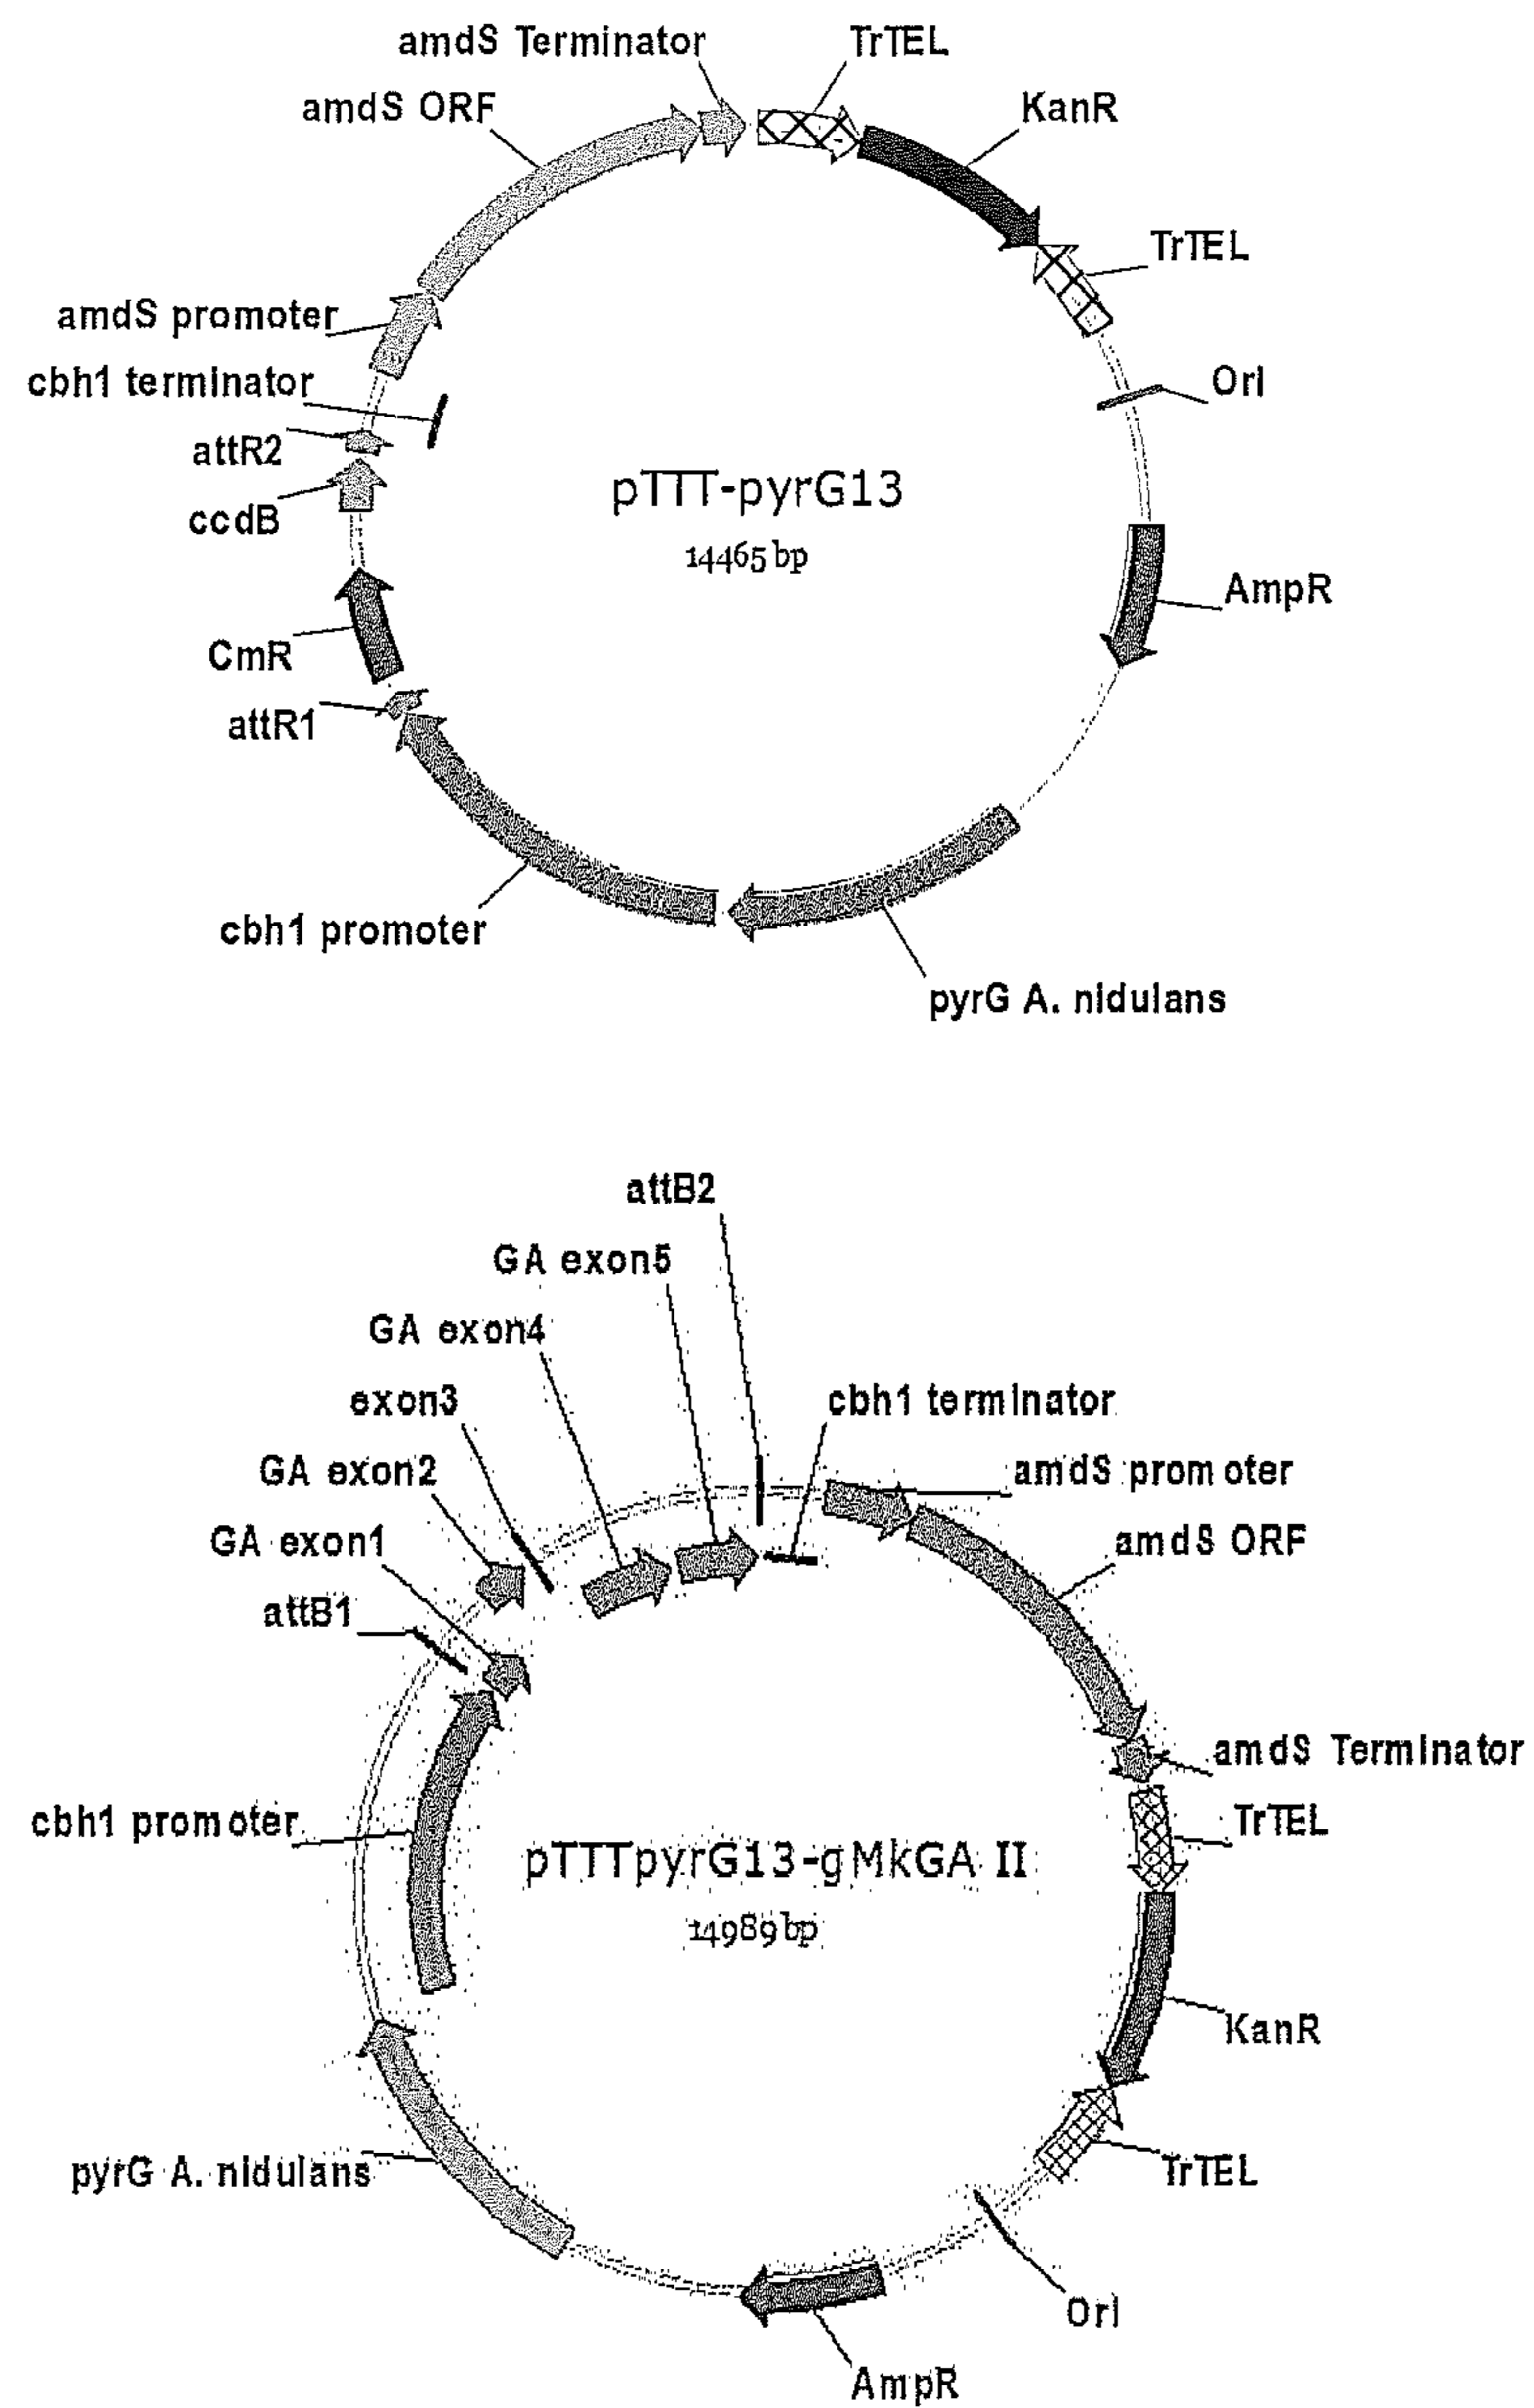 amdS Terminator
TrTEL
amdS ORF
KanR
TrTEL
amdS promoter
cbh1 terminator
OrI
attR2
pTTT-pyrG13
ccdB
14465 bp
AmpR
CmR
attR1
cbh1 promoter
pyrG A. nidulans
attB2
GA exon5
GA exon4
exon3
cbh1 terminator
GA exon2
amdS promoter
GA exon1
amdS ORF
attB1
amdS Terminator
TrTEL
cbh1 promoter
pTTTpyrG13-gMkGA II
14989 bp
KanR
pyrG A. nidulans
TrTEL
OrI
AmpR